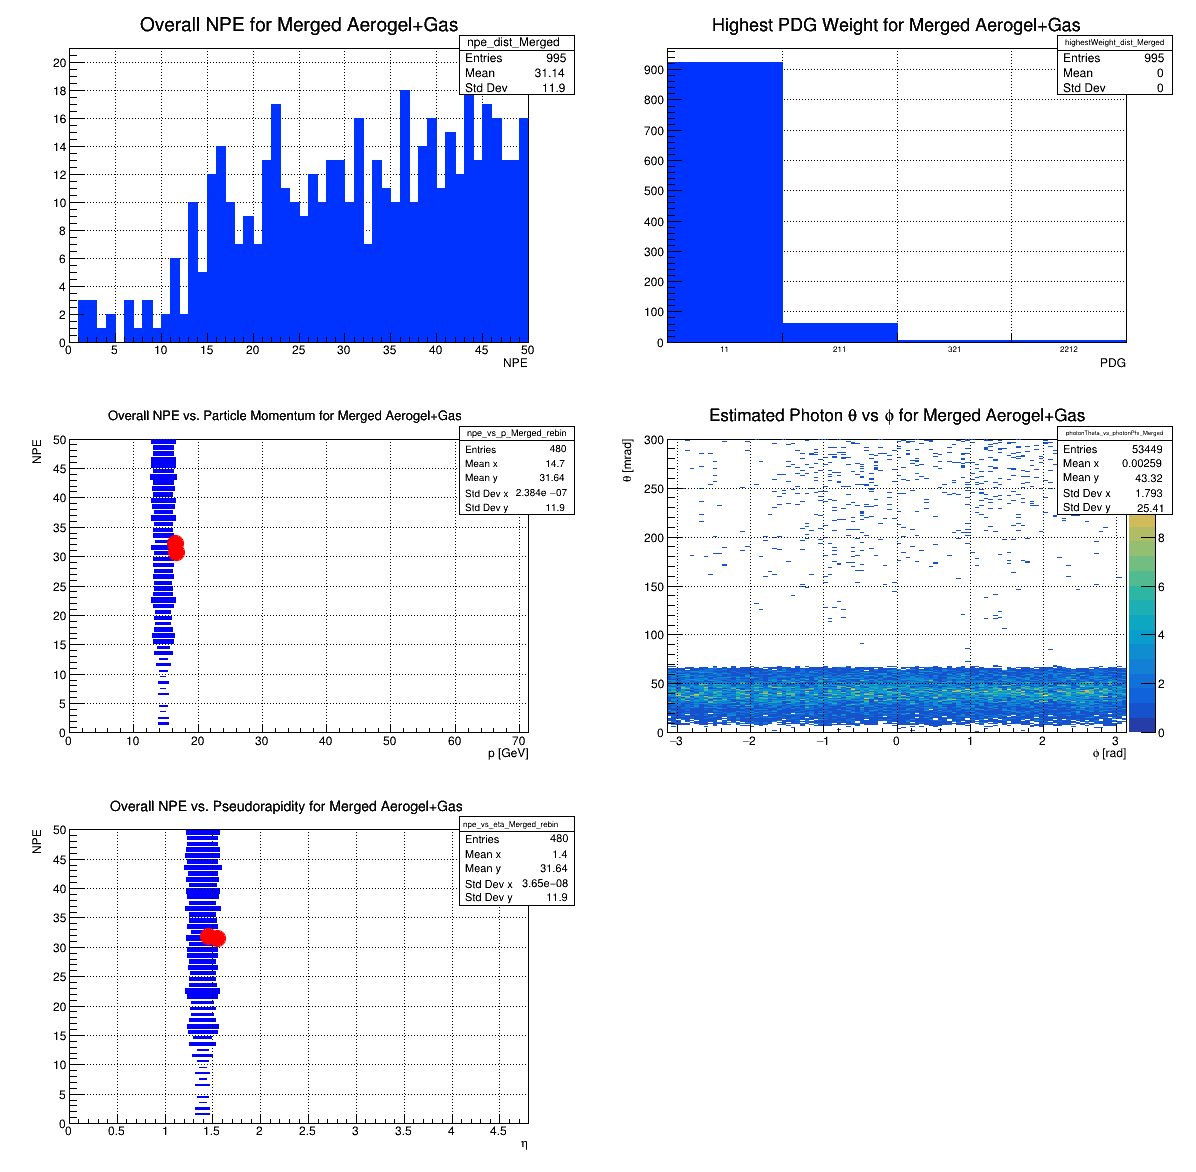 Overall NPE for Merged Aerogel+Gas
npe_dist_Merged
Entries 995
Mean 31.14
Std Dev 11.9
20
18
16
14
12
10
8
6
4
2
0
0 5 10 15 20 25 30 35 40 45 50
NPE
Highest PDG Weight for Merged Aerogel+Gas
highestWeight_dist_Merged
Entries 995
Mean 0
Std Dev 0
900
800
700
600
500
400
300
200
100
0
11 211 321 2212
PDG
Overall NPE vs. Particle Momentum for Merged Aerogel+Gas
npe_vs_p_Merged_rebin
Entries 480
Mean x 14.7
Mean y 31.64
Std Dev x 2.384e −07
Std Dev y 11.9
NPE
50
45
40
35
30
25
20
15
10
5
0
0 10 20 30 40 50 60 70
p [GeV]
Estimated Photon θ vs ϕ for Merged Aerogel+Gas
photonTheta_vs_photonPhi_Merged
Entries 53449
Mean x 0.00259
Mean y 43.32
Std Dev x 1.793
Std Dev y 25.41
θ [mrad]
300
250
200
150
100
50
0
−3 −2 −1 0 1 2 3
ϕ [rad]
8
6
4
2
0
Overall NPE vs. Pseudorapidity for Merged Aerogel+Gas
npe_vs_eta_Merged_rebin
Entries 480
Mean x 1.4
Mean y 31.64
Std Dev x 3.65e−08
Std Dev y 11.9
NPE
50
45
40
35
30
25
20
15
10
5
0
0 0.5 1 1.5 2 2.5 3 3.5 4 4.5
η